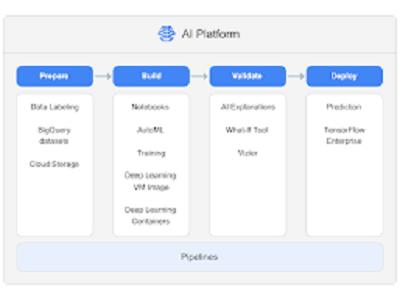 AI Platform
Prepare
Build
Validate
Deploy
Data Labeling
BigQuery
datasets
Cloud Storage
Notebooks
AutoML
Training
Deep Learning
VM Image
Deep Learning
Containers
AI Explanations
What-If Tool
Vizier
Prediction
TensorFlow
Enterprise
Pipelines